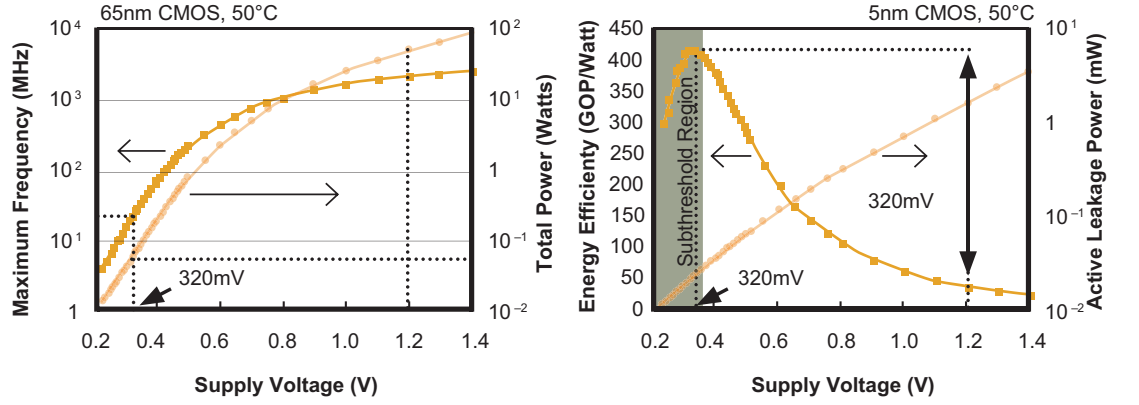 65nm CMOS, 50°C
Maximum Frequency (MHz)
10⁴
10³
10²
10¹
1
10²
10¹
1
10⁻¹
10⁻²
Total Power (Watts)
320mV
0.2 0.4 0.6 0.8 1.0 1.2 1.4
Supply Voltage (V)
5nm CMOS, 50°C
Energy Efficienty (GOP/Watt)
450
400
350
300
250
200
150
100
50
0
Subthreshold Region
320mV
320mV
10¹
1
10⁻¹
10⁻²
Active Leakage Power (mW)
0.2 0.4 0.6 0.8 1.0 1.2 1.4
Supply Voltage (V)